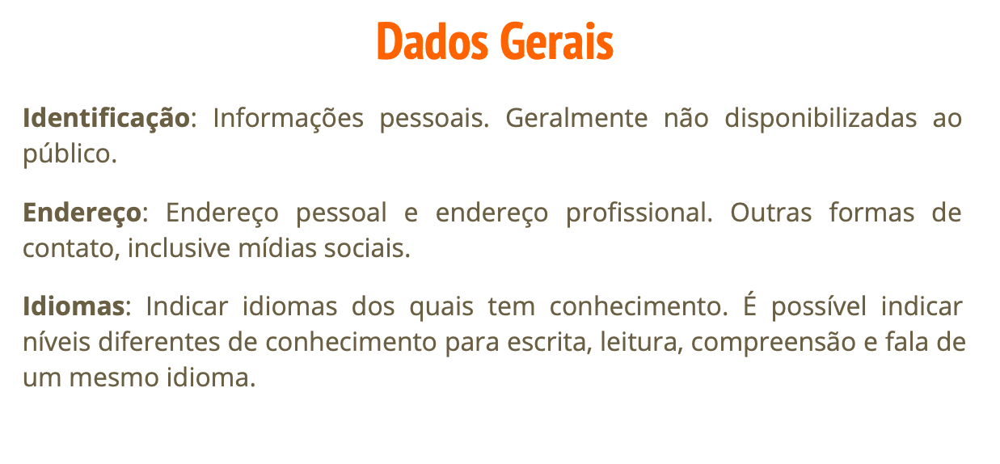 Dados Gerais
Identificação: Informações pessoais. Geralmente não disponibilizadas ao
público.
Endereço: Endereço pessoal e endereço profissional. Outras formas de
contato, inclusive mídias sociais.
Idiomas: Indicar idiomas dos quais tem conhecimento. É possível indicar
níveis diferentes de conhecimento para escrita, leitura, compreensão e fala de
um mesmo idioma.